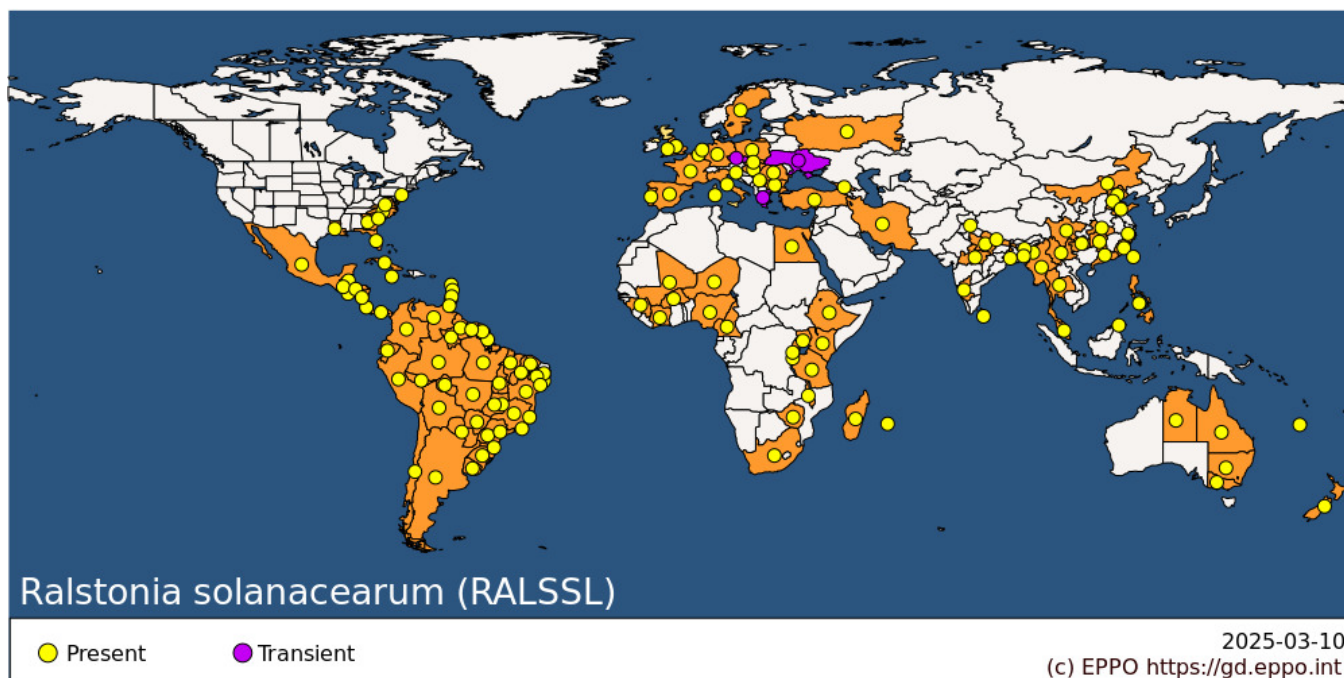 Ralstonia solanacearum (RALSSL)
Present
Transient
2025-03-10
(c) EPPO https://gd.eppo.int